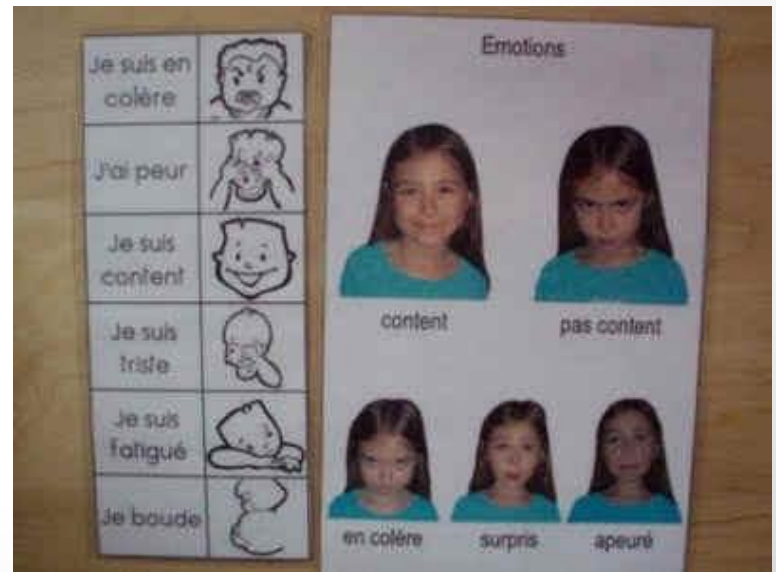 Je suis en
colère
J'ai peur
Je suis
content
Je suis
triste
Je suis
fatigué
Je boude
Emotions
content
pas content
en colère
surpris
apeuré